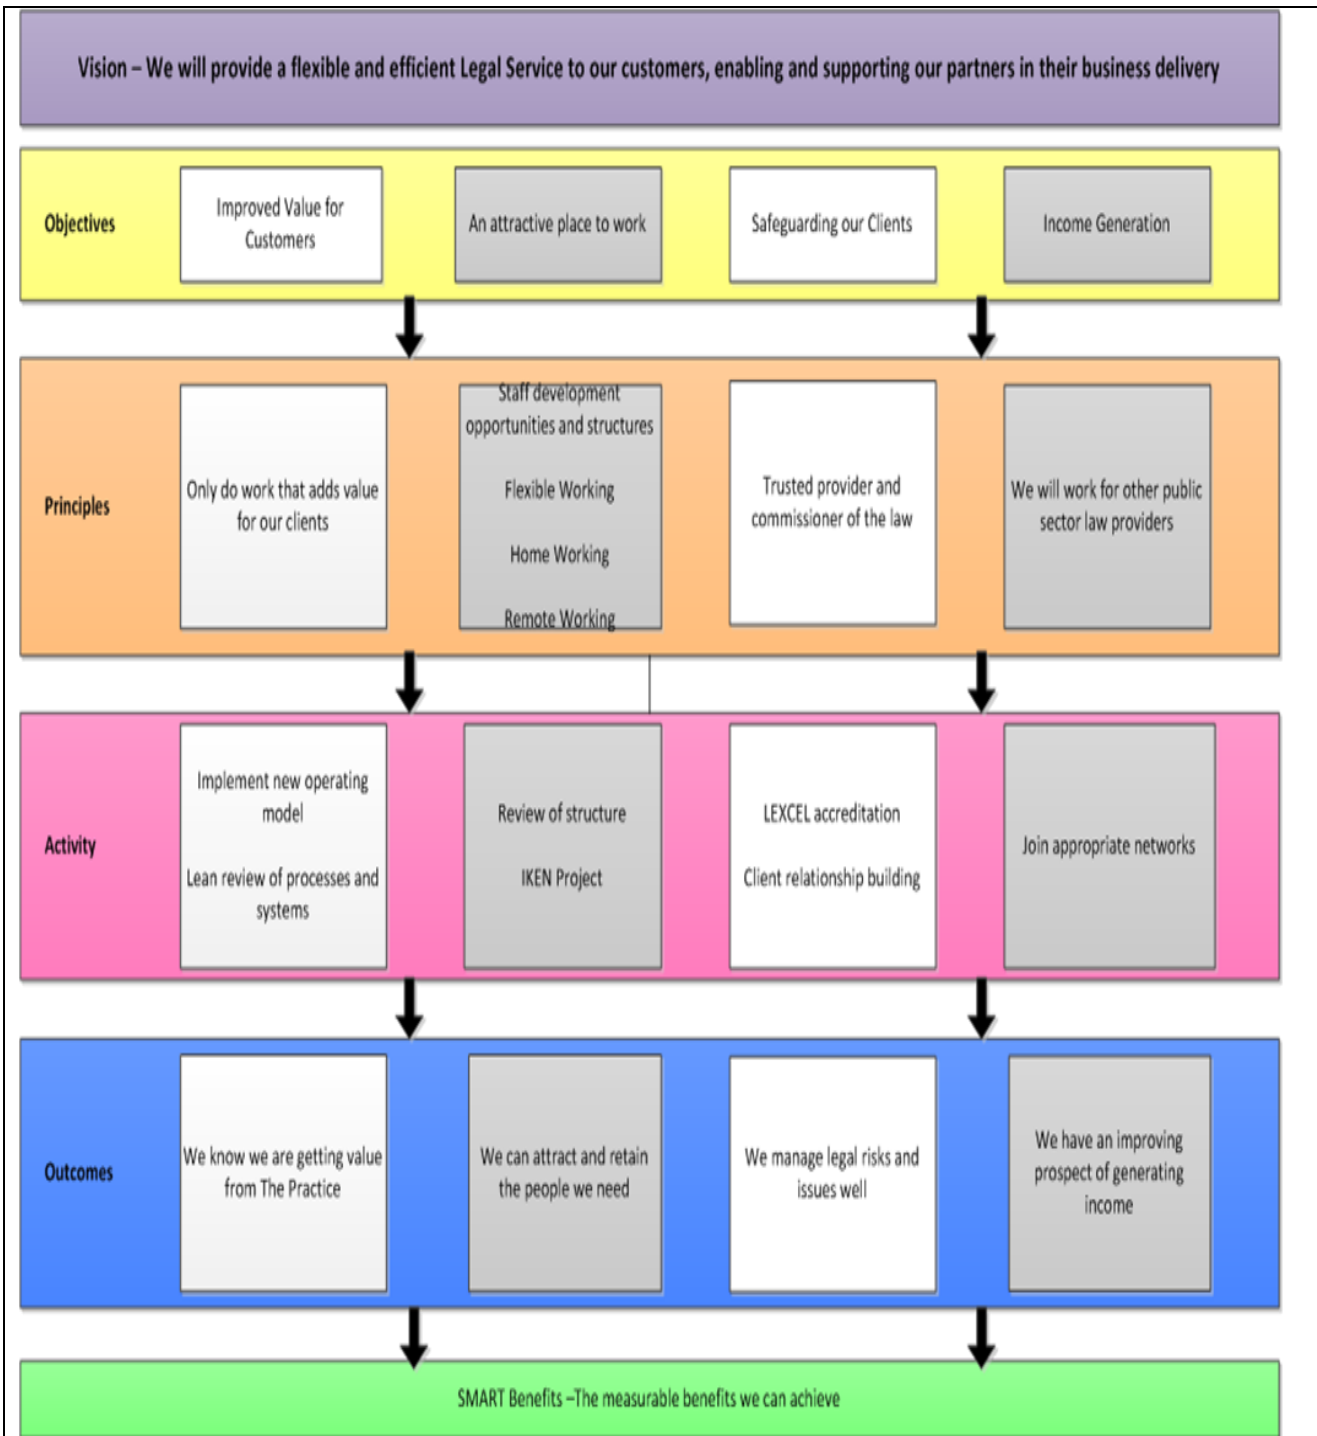 Vision – We will provide a flexible and efficient Legal Service to our customers, enabling and supporting our partners in their business delivery
Objectives
Improved Value for
Customers
An attractive place to work
Safeguarding our Clients
Income Generation
Principles
Only do work that adds value
for our clients
Staff development
opportunities and structures
Flexible Working
Home Working
Remote Working
Trusted provider and
commissioner of the law
We will work for other public
sector law providers
Activity
Implement new operating
model
Lean review of processes and
systems
Review of structure
IKEN Project
LEXCEL accreditation
Client relationship building
Join appropriate networks
Outcomes
We know we are getting value
from The Practice
We can attract and retain
the people we need
We manage legal risks and
issues well
We have an improving
prospect of generating
income
SMART Benefits –The measurable benefits we can achieve